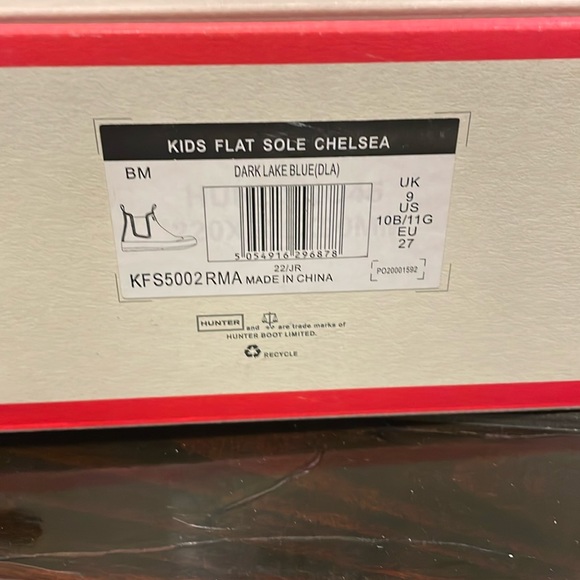 KIDS FLAT SOLE CHELSEA
BM
DARK LAKE BLUE(DLA)
UK
9
US
10B/11G
EU
27
5 054916 296878
22/JR
KFS5002RMA MADE IN CHINA
PO20001592
HUNTER and are trade marks of
HUNTER BOOT LIMITED.
RECYCLE